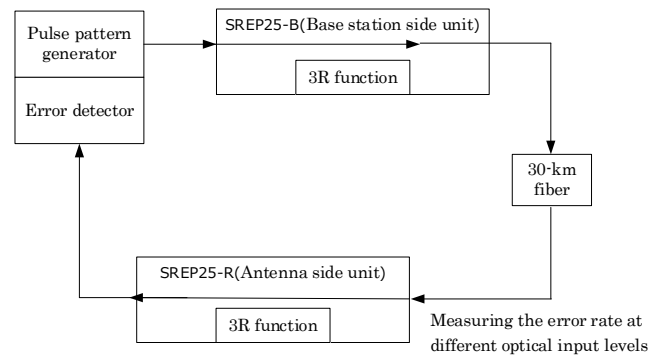 Pulse pattern
generator
Error detector
SREP25-B(Base station side unit)
3R function
30-km
fiber
SREP25-R(Antenna side unit)
3R function
Measuring the error rate at
different optical input levels